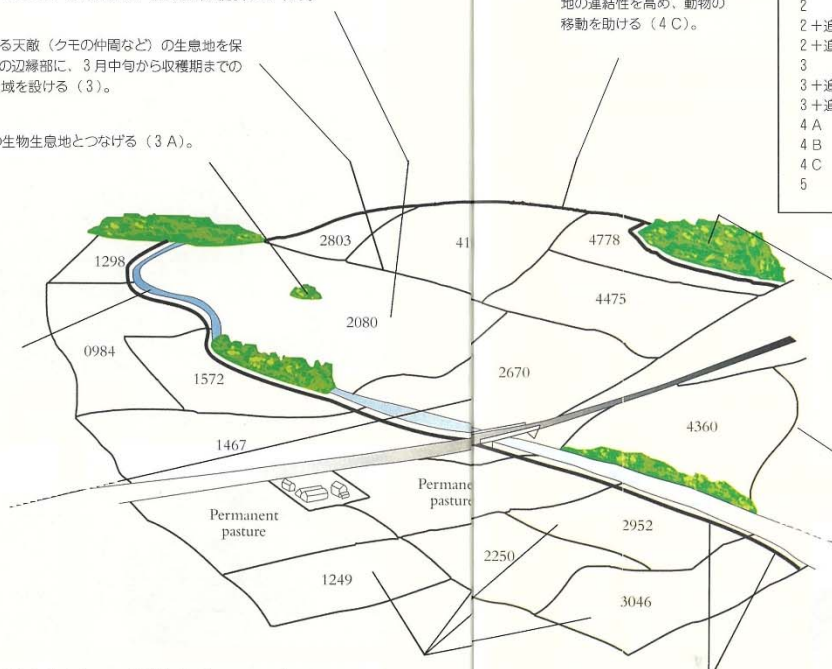 地の連結性を高め、動物の
移動を助ける（4C）。
る天敵（クモの仲間など）の生息地を保
の辺縁部に、3月中旬から収穫期までの
域を設ける（3）。
の生物生息地とつなげる（3A）。
2
2＋追
2＋追
3
3＋追
3＋追
4A
4B
4C
5
2803
41
4778
1298
4475
2080
0984
2670
1572
4360
1467
Permanent
pasture
Permane
pasture
2952
2250
1249
3046